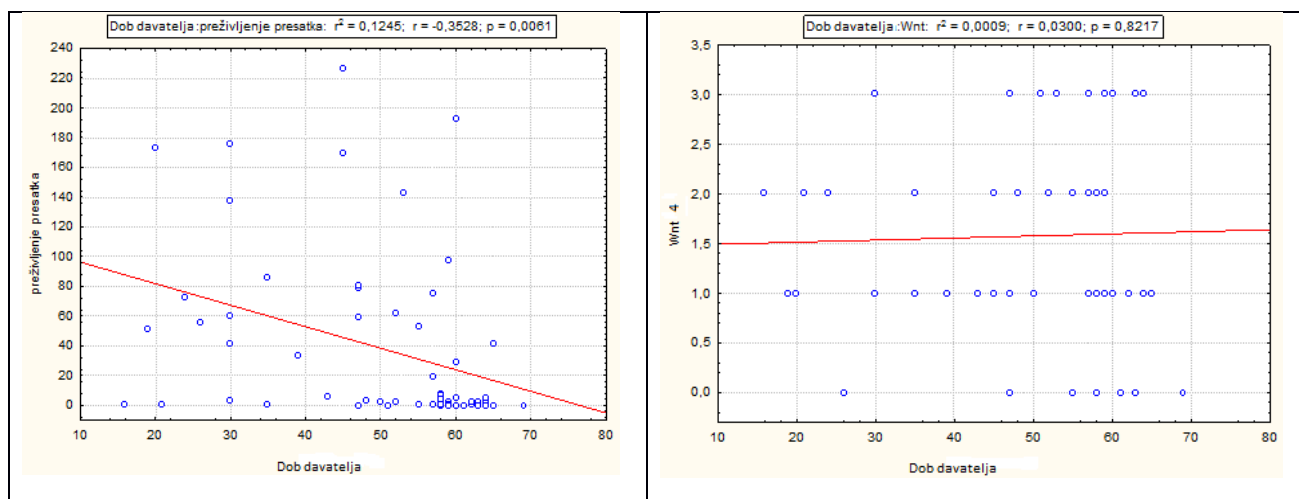 Dob davatelja:preživljenje presatka: r² = 0,1245; r = -0,3528; p = 0,0061
240
220
200
180
160
140
120
100
80
60
40
20
0
preživljenje presatka
10 20 30 40 50 60 70 80
Dob davatelja
Dob davatelja:Wnt: r² = 0,0009; r = 0,0300; p = 0,8217
3,5
3,0
2,5
2,0
1,5
1,0
0,5
0,0
Wnt 4
10 20 30 40 50 60 70 80
Dob davatelja